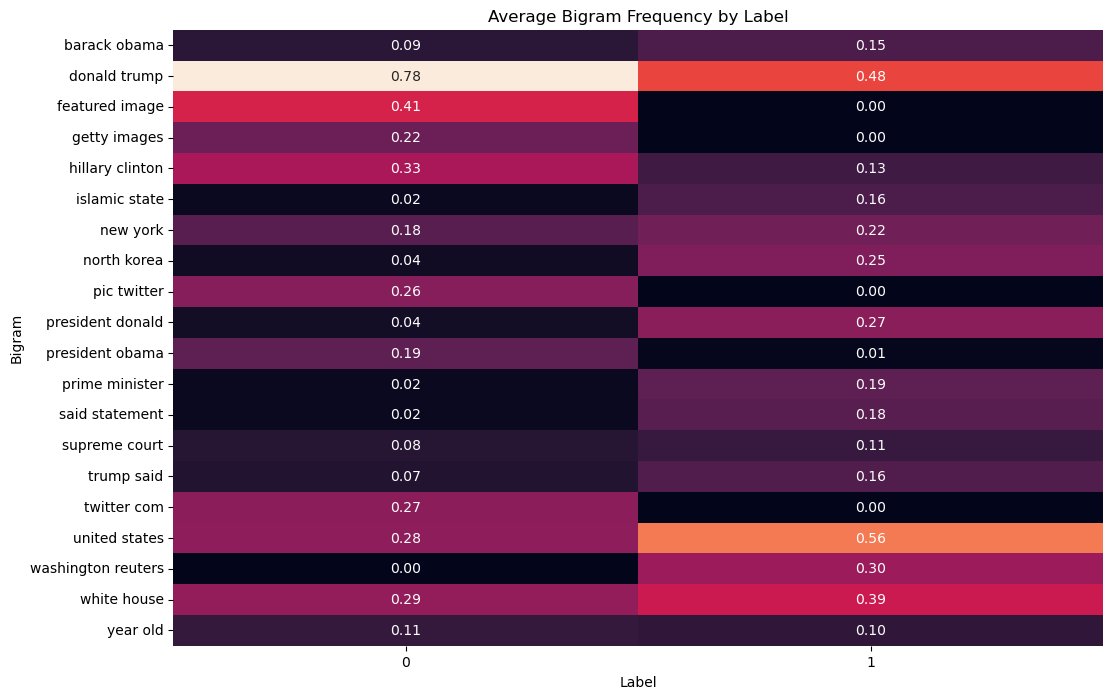 Average Bigram Frequency by Label
Bigram
barack obama 0.09 0.15
donald trump 0.78 0.48
featured image 0.41 0.00
getty images 0.22 0.00
hillary clinton 0.33 0.13
islamic state 0.02 0.16
new york 0.18 0.22
north korea 0.04 0.25
pic twitter 0.26 0.00
president donald 0.04 0.27
president obama 0.19 0.01
prime minister 0.02 0.19
said statement 0.02 0.18
supreme court 0.08 0.11
trump said 0.07 0.16
twitter com 0.27 0.00
united states 0.28 0.56
washington reuters 0.00 0.30
white house 0.29 0.39
year old 0.11 0.10
0 1
Label